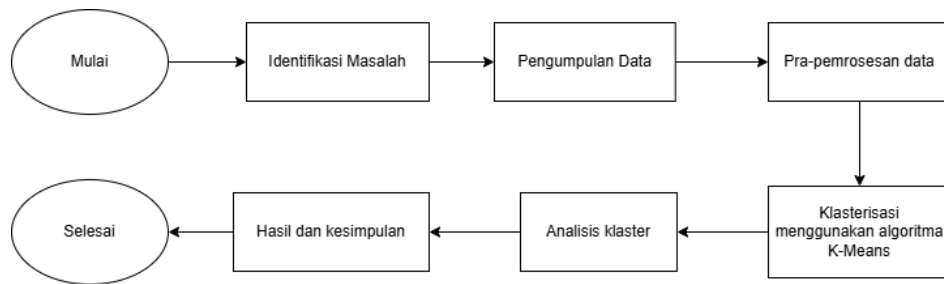 Mulai
Identifikasi Masalah
Pengumpulan Data
Pra-pemrosesan data
Klasterisasi
menggunakan algoritma
K-Means
Analisis klaster
Hasil dan kesimpulan
Selesai